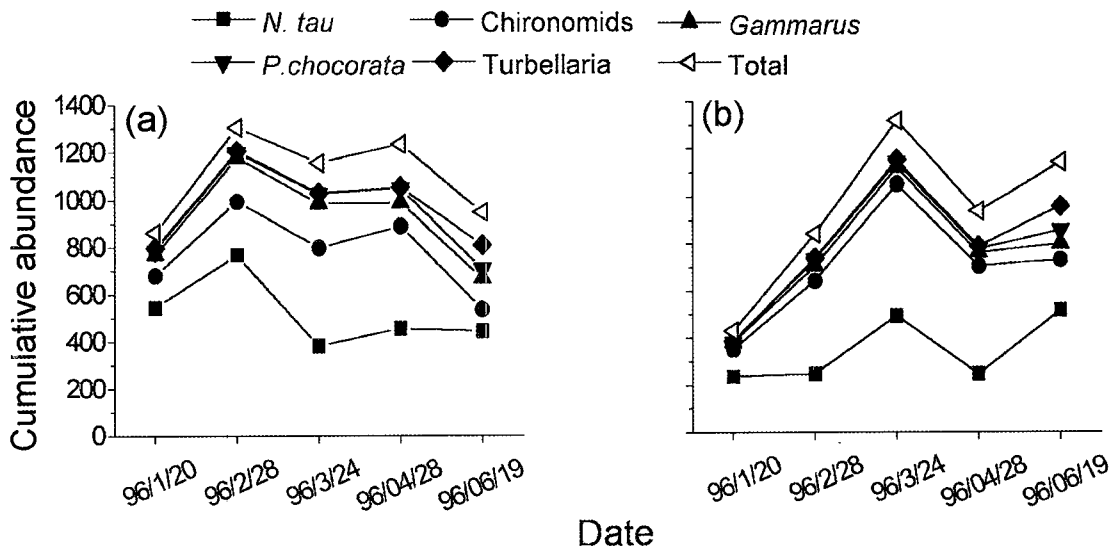 N. tau Chironomids Gammarus
P.chocorata Turbellaria Total
(a) (b)
Cumulative abundance
1400
1200
1000
800
600
400
200
0
96/1/20 96/2/28 96/3/24 96/04/28 96/06/19
96/1/20 96/2/28 96/3/24 96/04/28 96/06/19
Date